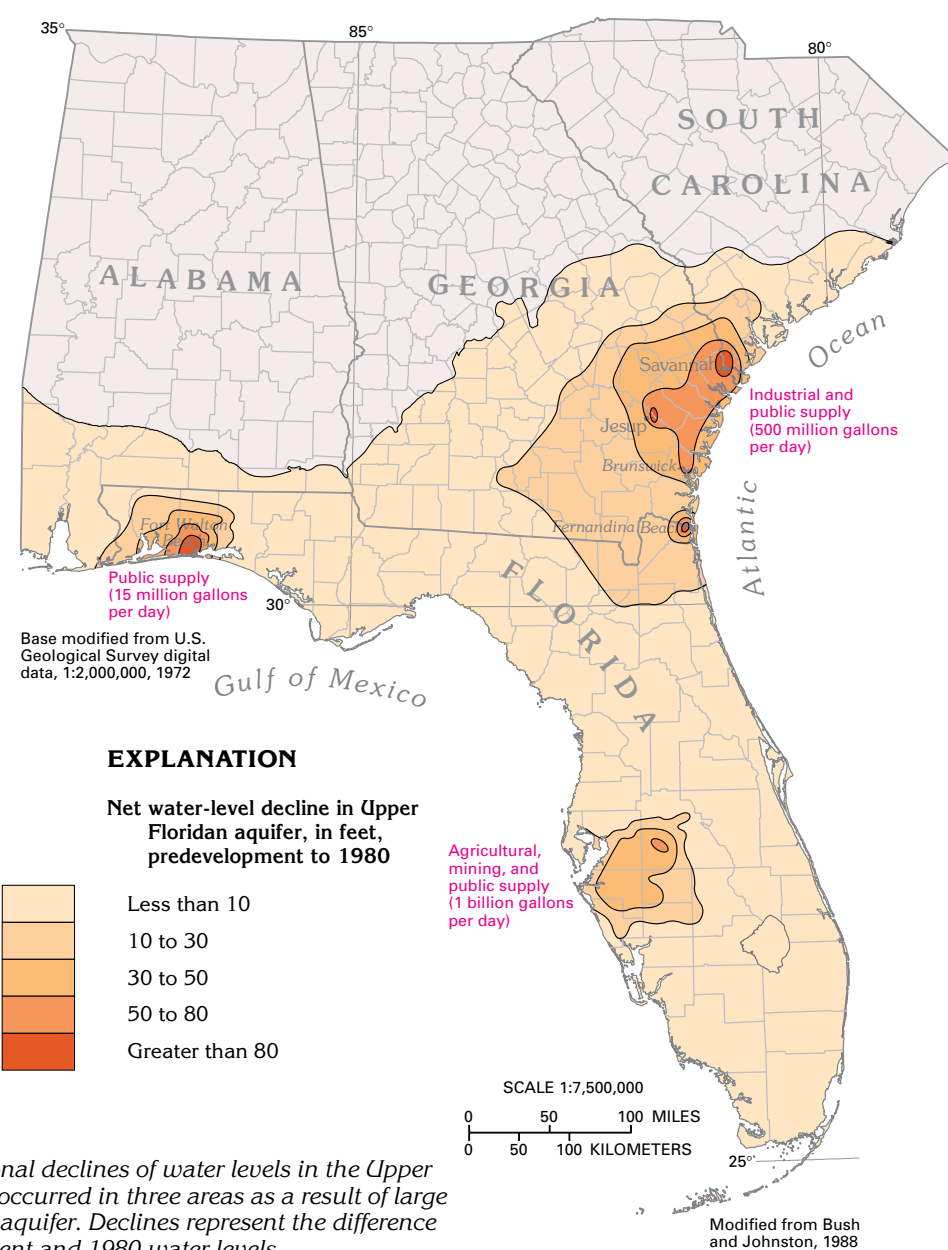 35°
85°
80°
SOUTH
CAROLINA
ALABAMA
GEORGIA
Ocean
Savannah
Industrial and
public supply
(500 million gallons
per day)
Jesup
Brunswick
Atlantic
Fort Walton
Beach
Fernandina Beach
Public supply
(15 million gallons
per day)
30°
FLORIDA
Base modified from U.S.
Geological Survey digital
data, 1:2,000,000, 1972
Gulf of Mexico
EXPLANATION
Net water-level decline in Upper
Floridan aquifer, in feet,
predevelopment to 1980
Less than 10
10 to 30
30 to 50
50 to 80
Greater than 80
Agricultural,
mining, and
public supply
(1 billion gallons
per day)
SCALE 1:7,500,000
0 50 100 MILES
0 50 100 KILOMETERS
25°
declines of water levels in the Upper
occurred in three areas as a result of large
aquifer. Declines represent the difference
and 1980 water levels
Modified from Bush
and Johnston, 1988